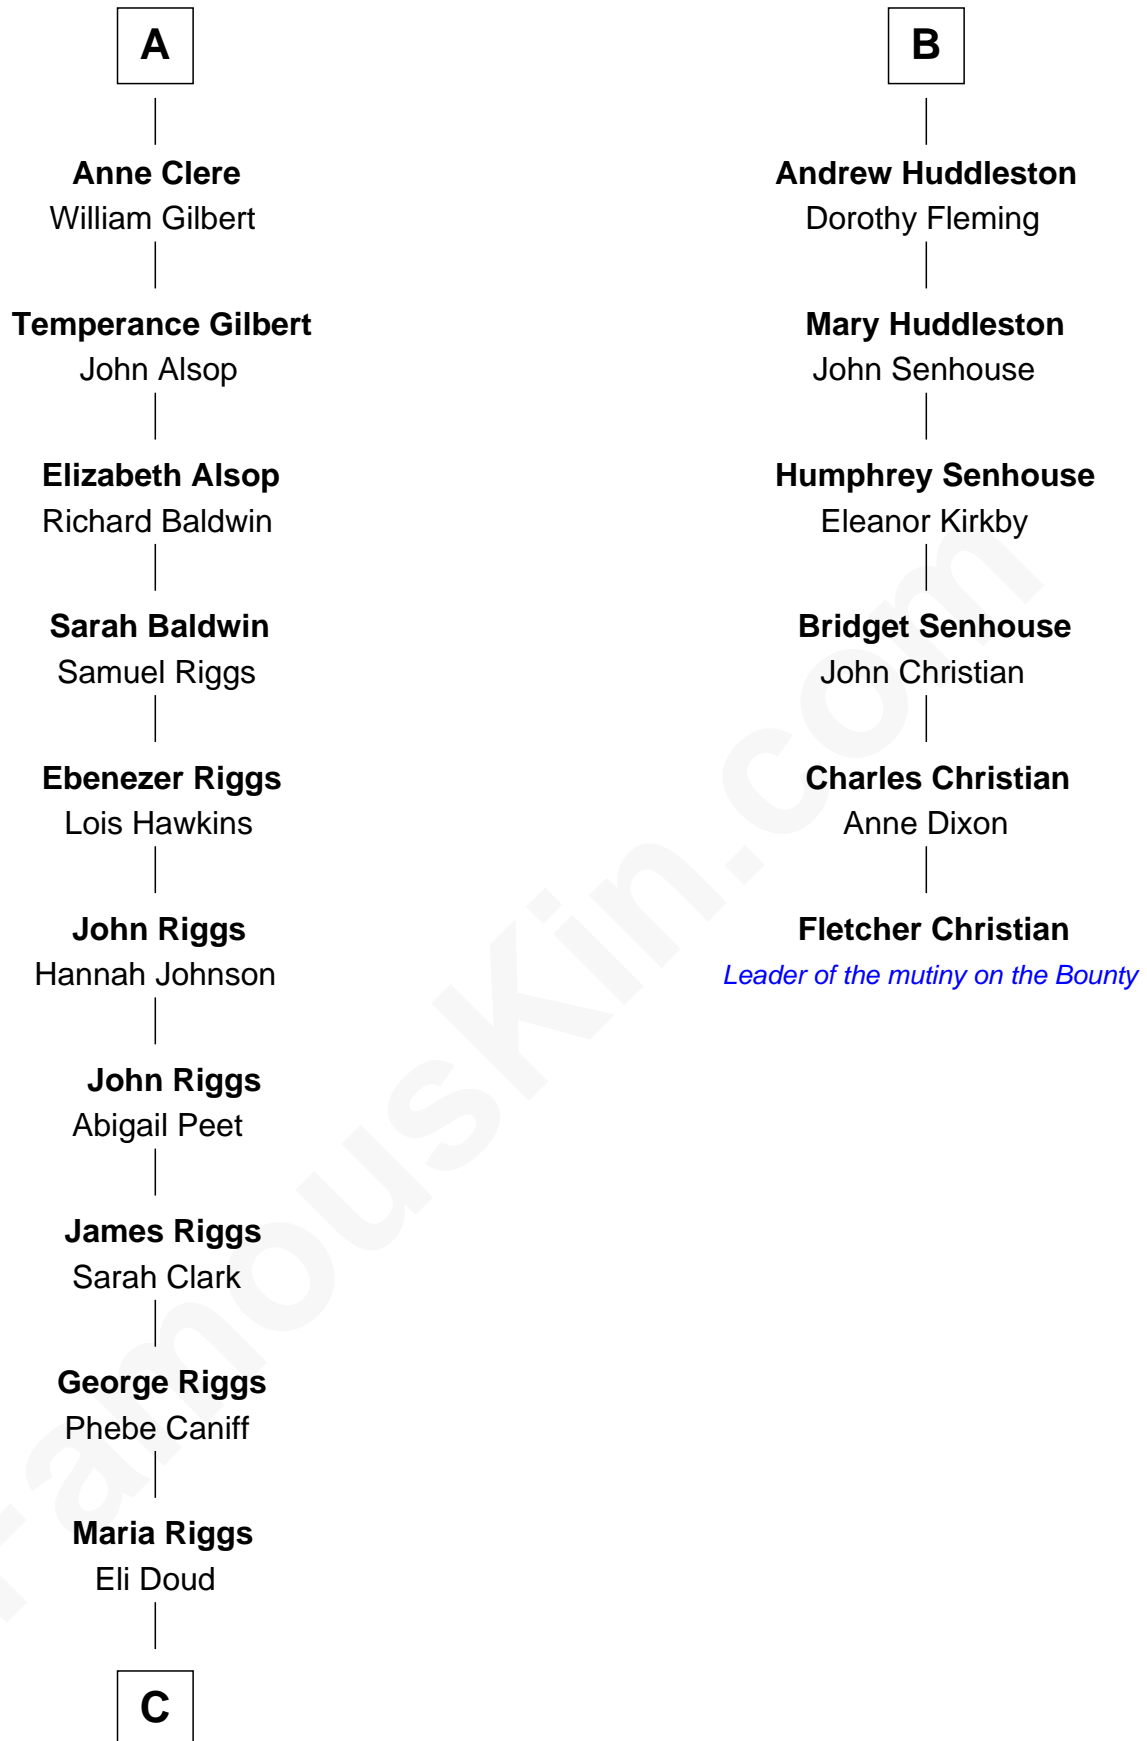 A
Anne Clere
William Gilbert
Temperance Gilbert
John Alsop
Elizabeth Alsop
Richard Baldwin
Sarah Baldwin
Samuel Riggs
Ebenezer Riggs
Lois Hawkins
John Riggs
Hannah Johnson
John Riggs
Abigail Peet
James Riggs
Sarah Clark
George Riggs
Phebe Caniff
Maria Riggs
Eli Doud
C
B
Andrew Huddleston
Dorothy Fleming
Mary Huddleston
John Senhouse
Humphrey Senhouse
Eleanor Kirkby
Bridget Senhouse
John Christian
Charles Christian
Anne Dixon
Fletcher Christian
Leader of the mutiny on the Bounty
FamousKin.com